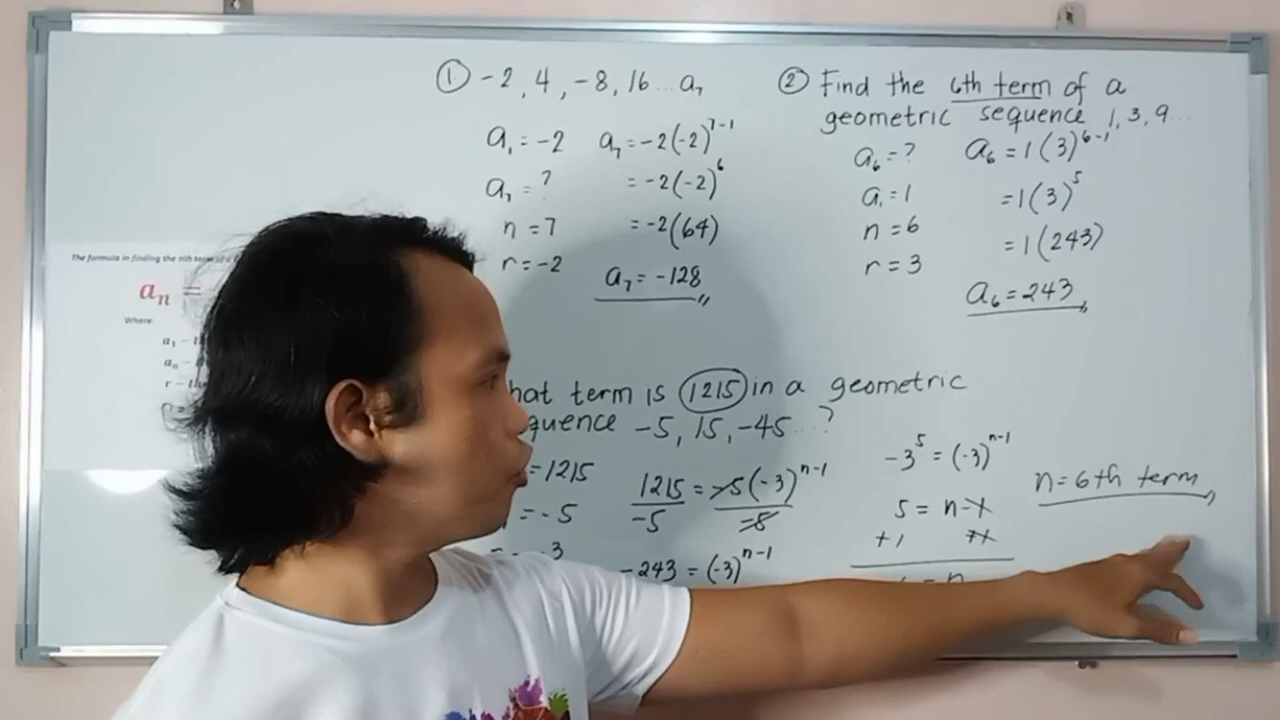 The formula in finding the nth term of a
aₙ =
Where:
a₁ -
aₙ -
r -
① -2, 4, -8, 16 ... a₇
a₁ = -2
a₇ = ?
n = 7
r = -2
a₇ = -2(-2)⁷⁻¹
= -2(-2)⁶
= -2(64)
a₇ = -128
② Find the 6th term of a
geometric sequence 1, 3, 9 ...
a₆ = ?
a₁ = 1
n = 6
r = 3
a₆ = 1(3)⁶⁻¹
= 1(3)⁵
= 1(243)
a₆ = 243
term is 1215 in a geometric
-5, 15, -45 ... ?
= 1215
= -5
-3
1215 = -5(-3)ⁿ⁻¹
-5 -5
-243 = (-3)ⁿ⁻¹
-3⁵ = (-3)ⁿ⁻¹
5 = n-1
+1 +1
n = 6th term